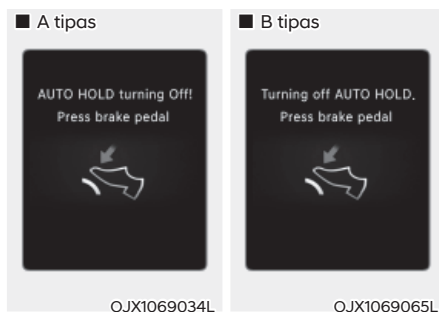 ■ A tipas
AUTO HOLD turning Off!
Press brake pedal
OJX1069034L
■ B tipas
Turning off AUTO HOLD.
Press brake pedal
OJX1069065L